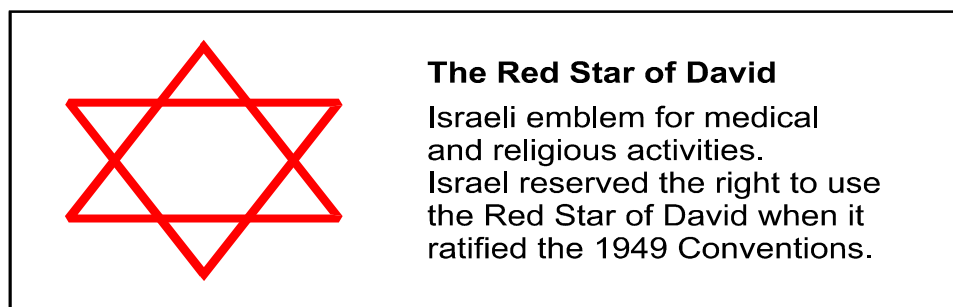 The Red Star of David
Israeli emblem for medical
and religious activities.
Israel reserved the right to use
the Red Star of David when it
ratified the 1949 Conventions.